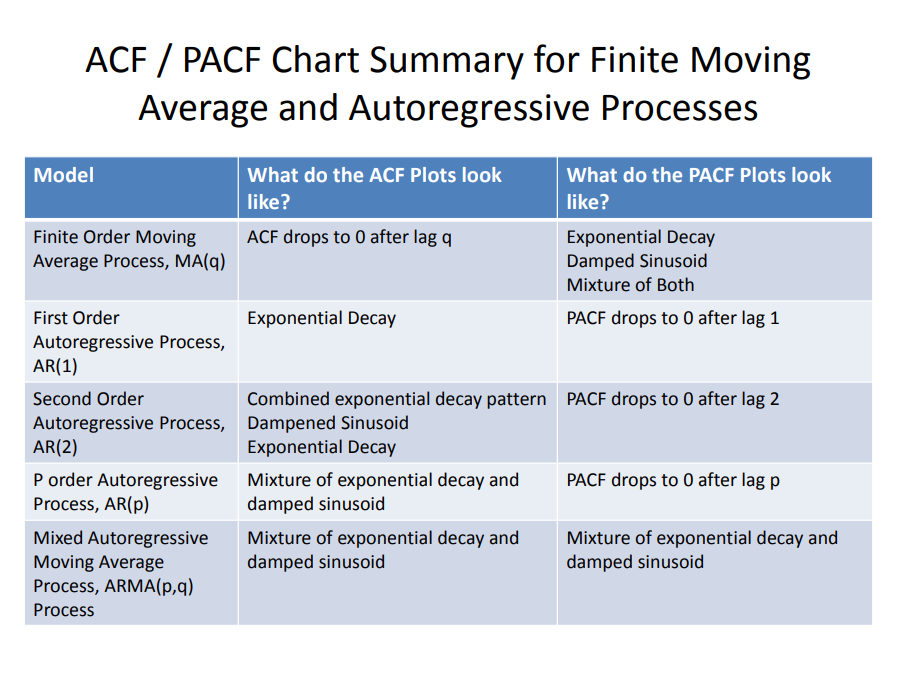 ACF / PACF Chart Summary for Finite Moving
Average and Autoregressive Processes
Model
What do the ACF Plots look
like?
What do the PACF Plots look
like?
Finite Order Moving
Average Process, MA(q)
ACF drops to 0 after lag q
Exponential Decay
Damped Sinusoid
Mixture of Both
First Order
Autoregressive Process,
AR(1)
Exponential Decay
PACF drops to 0 after lag 1
Second Order
Autoregressive Process,
AR(2)
Combined exponential decay pattern
Dampened Sinusoid
Exponential Decay
PACF drops to 0 after lag 2
P order Autoregressive
Process, AR(p)
Mixture of exponential decay and
damped sinusoid
PACF drops to 0 after lag p
Mixed Autoregressive
Moving Average
Process, ARMA(p,q)
Process
Mixture of exponential decay and
damped sinusoid
Mixture of exponential decay and
damped sinusoid